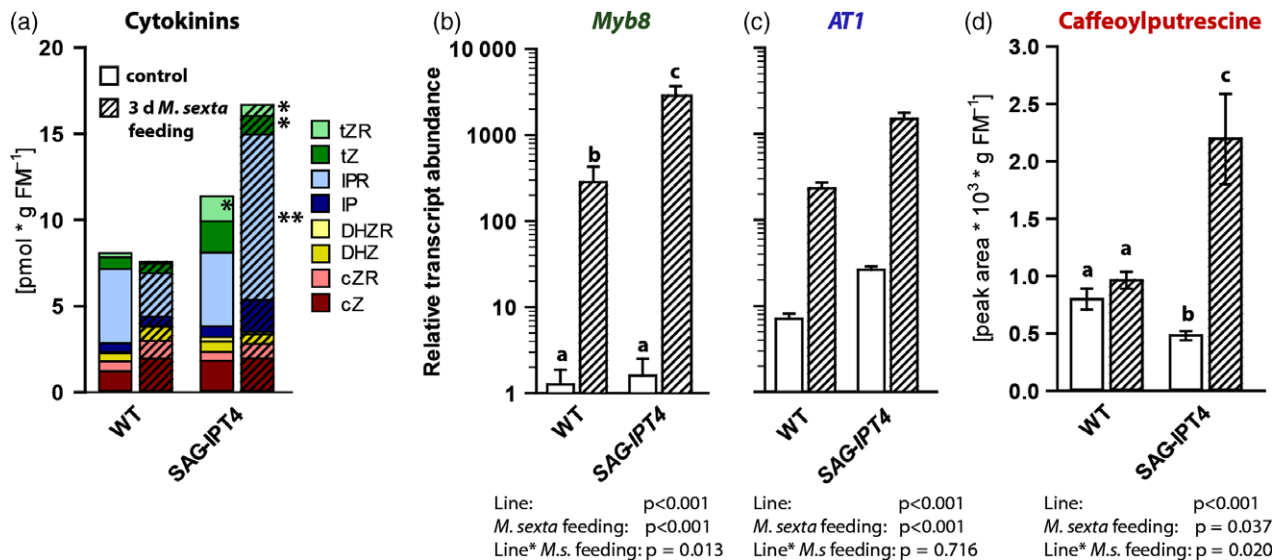 (a) Cytokinins
20
15
10
5
0
[pmol * g FM⁻¹]
control
3 d M. sexta
feeding
*
*
*
**
tZR
tZ
IPR
IP
DHZR
DHZ
cZR
cZ
WT
SAG-IPT4
(b) Myb8
Relative transcript abundance
10 000
1000
100
10
1
a
b
a
c
WT
SAG-IPT4
Line: p<0.001
M. sexta feeding: p<0.001
Line* M.s. feeding: p = 0.013
(c) AT1
WT
SAG-IPT4
Line: p<0.001
M. sexta feeding: p<0.001
Line* M.s feeding: p = 0.716
(d) Caffeoylputrescine
[peak area * 10³ * g FM⁻¹]
3.0
2.5
2.0
1.5
1.0
0.5
0.0
a
a
b
c
WT
SAG-IPT4
Line: p<0.001
M. sexta feeding: p = 0.037
Line* M.s. feeding: p = 0.020